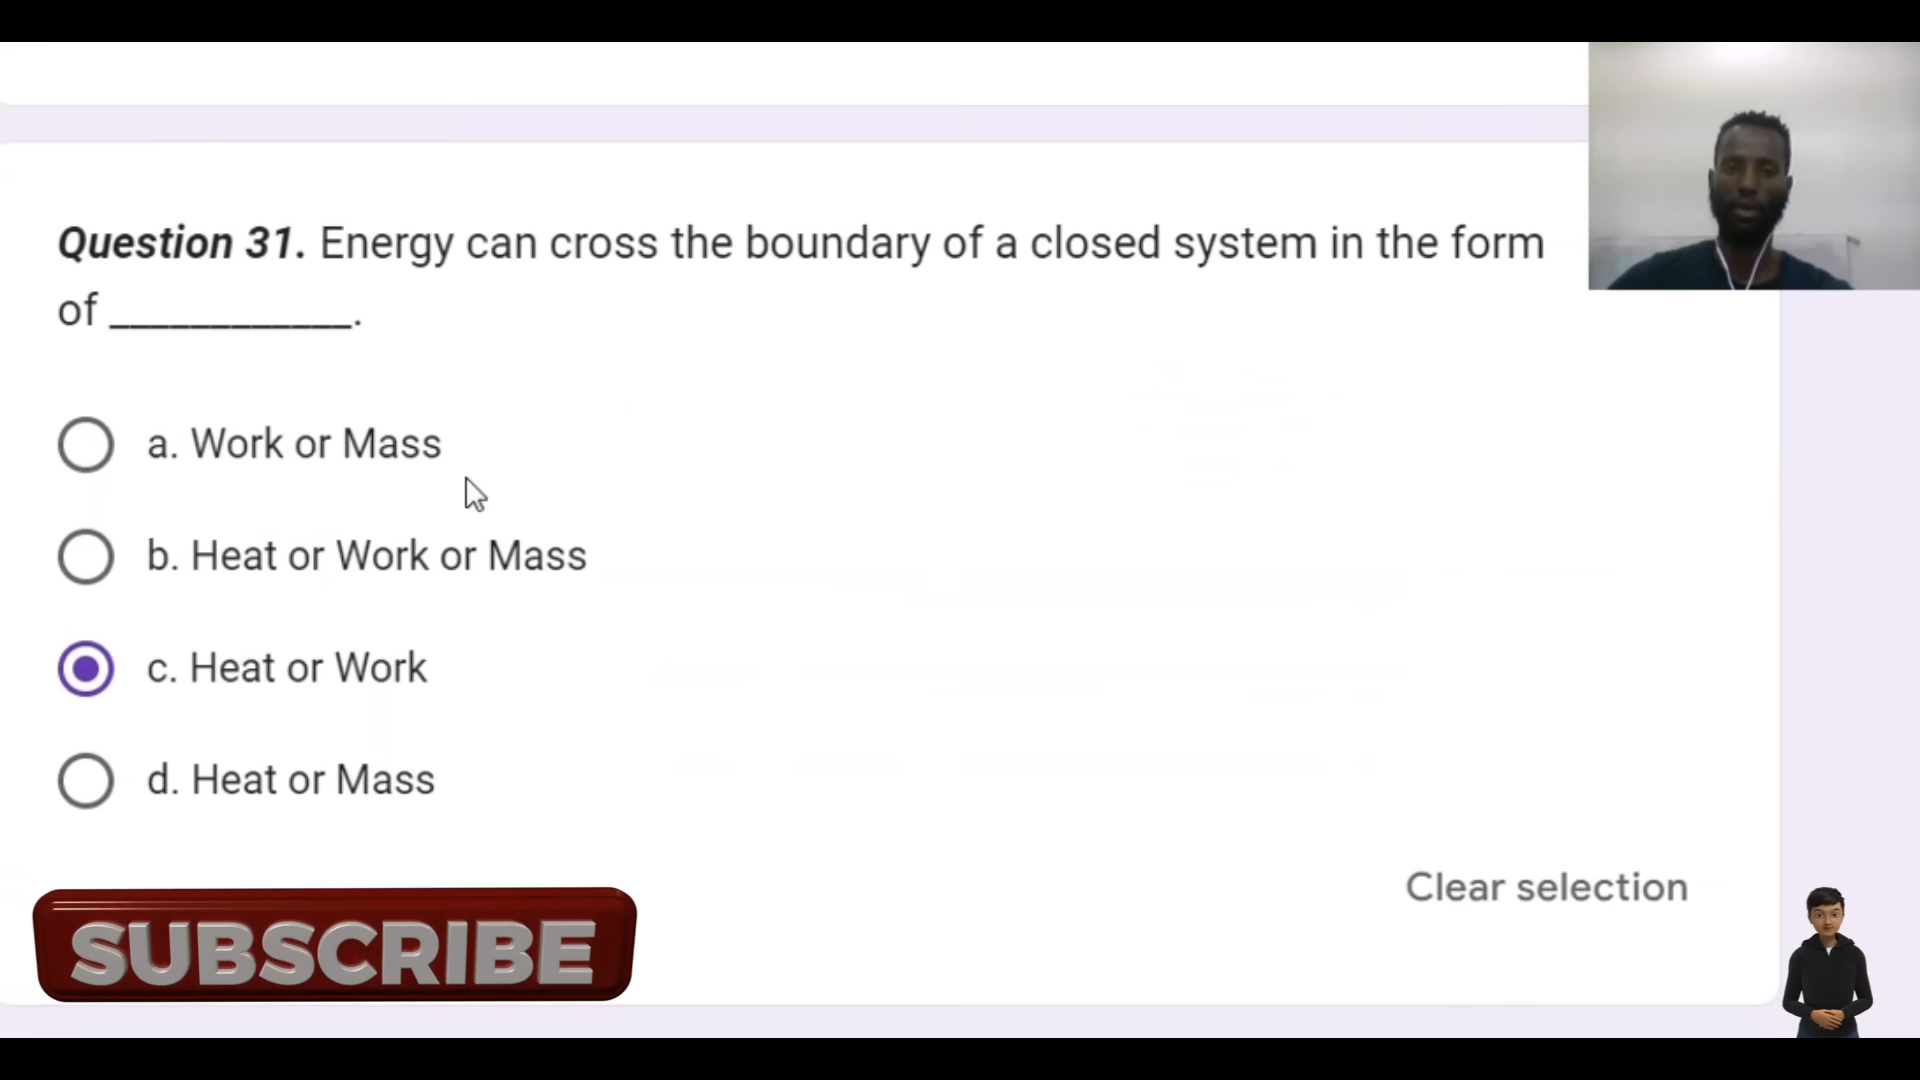 Question 31. Energy can cross the boundary of a closed system in the form
of ____________.
a. Work or Mass
b. Heat or Work or Mass
c. Heat or Work
d. Heat or Mass
Clear selection
SUBSCRIBE